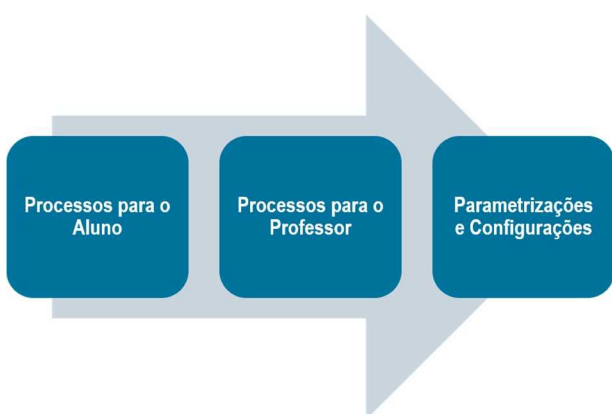 Processos para o
Aluno
Processos para o
Professor
Parametrizações
e Configurações